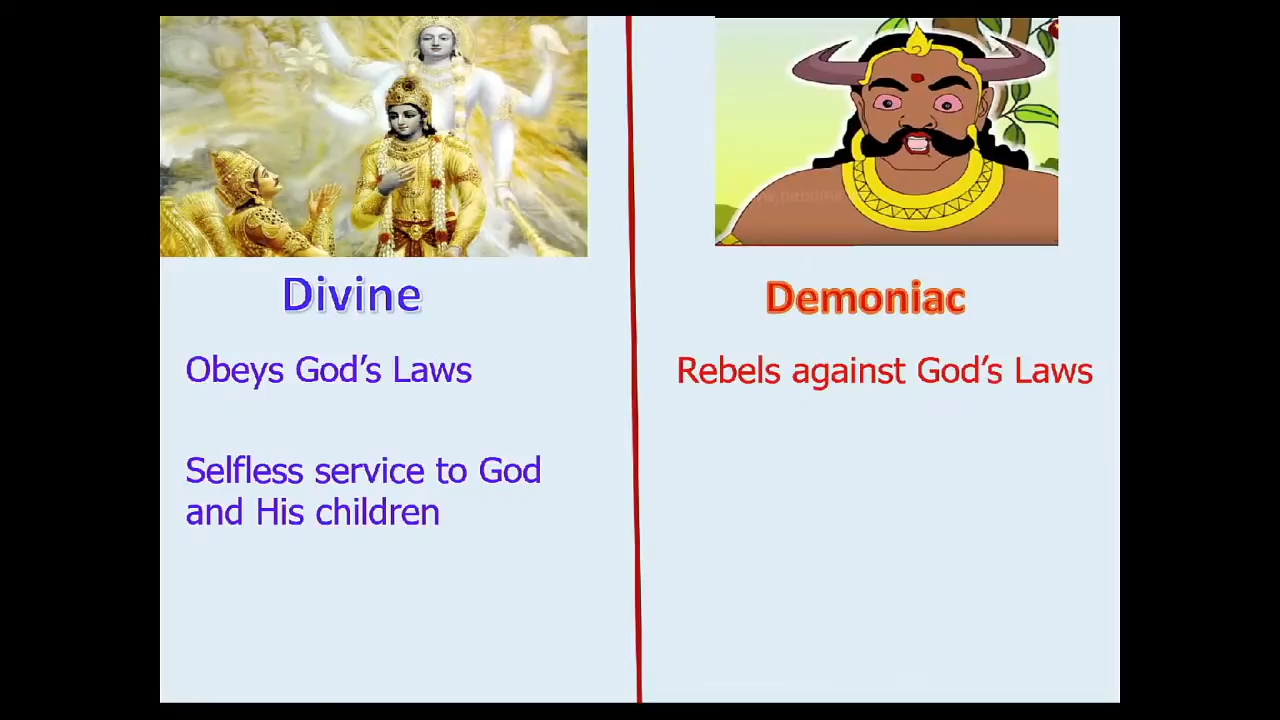 Divine
Obeys God's Laws
Selfless service to God
and His children
Demoniac
Rebels against God's Laws